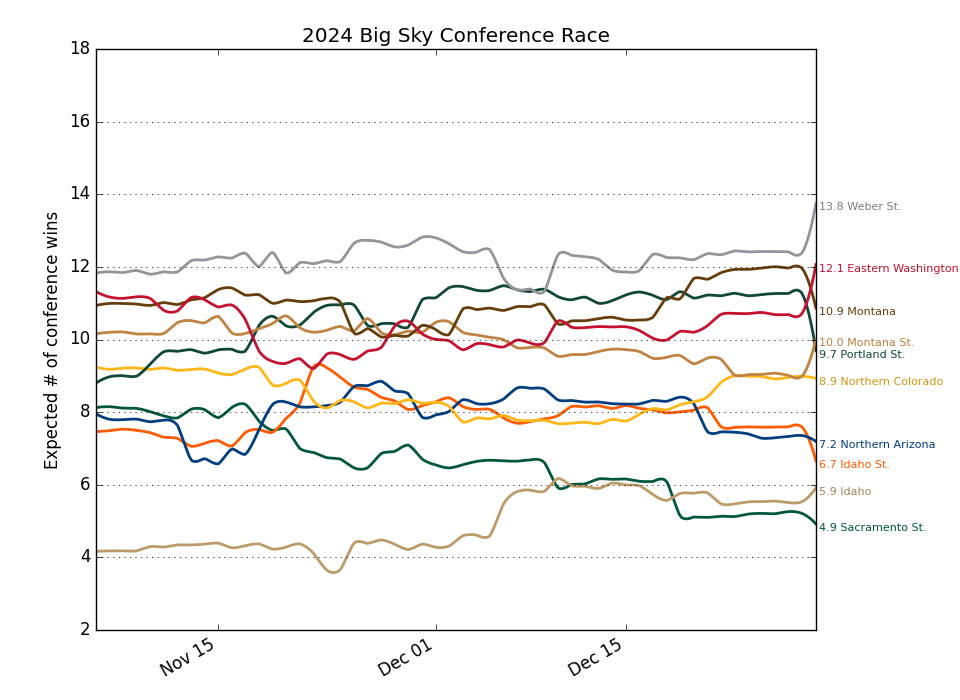 2024 Big Sky Conference Race
Expected # of conference wins
18
16
14
12
10
8
6
4
2
Nov 15
Dec 01
Dec 15
13.8 Weber St.
12.1 Eastern Washington
10.9 Montana
10.0 Montana St.
9.7 Portland St.
8.9 Northern Colorado
7.2 Northern Arizona
6.7 Idaho St.
5.9 Idaho
4.9 Sacramento St.